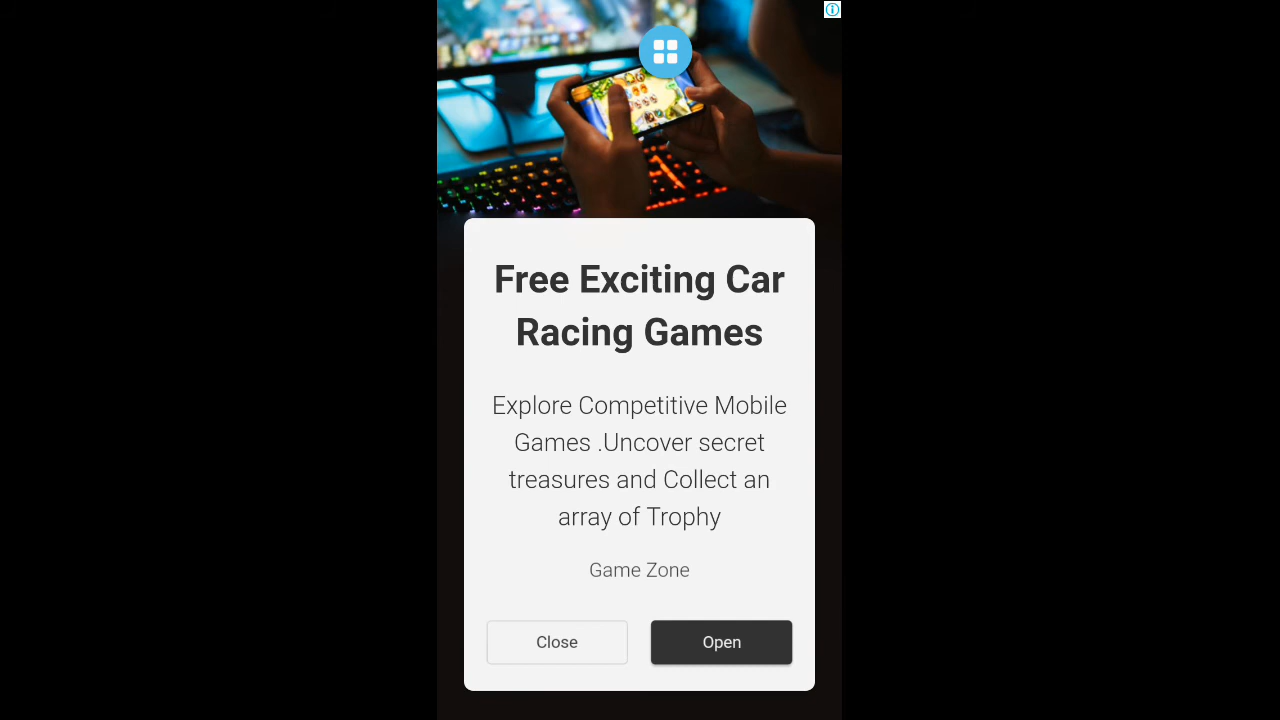 Free Exciting Car
Racing Games
Explore Competitive Mobile
Games .Uncover secret
treasures and Collect an
array of Trophy
Game Zone
Close
Open